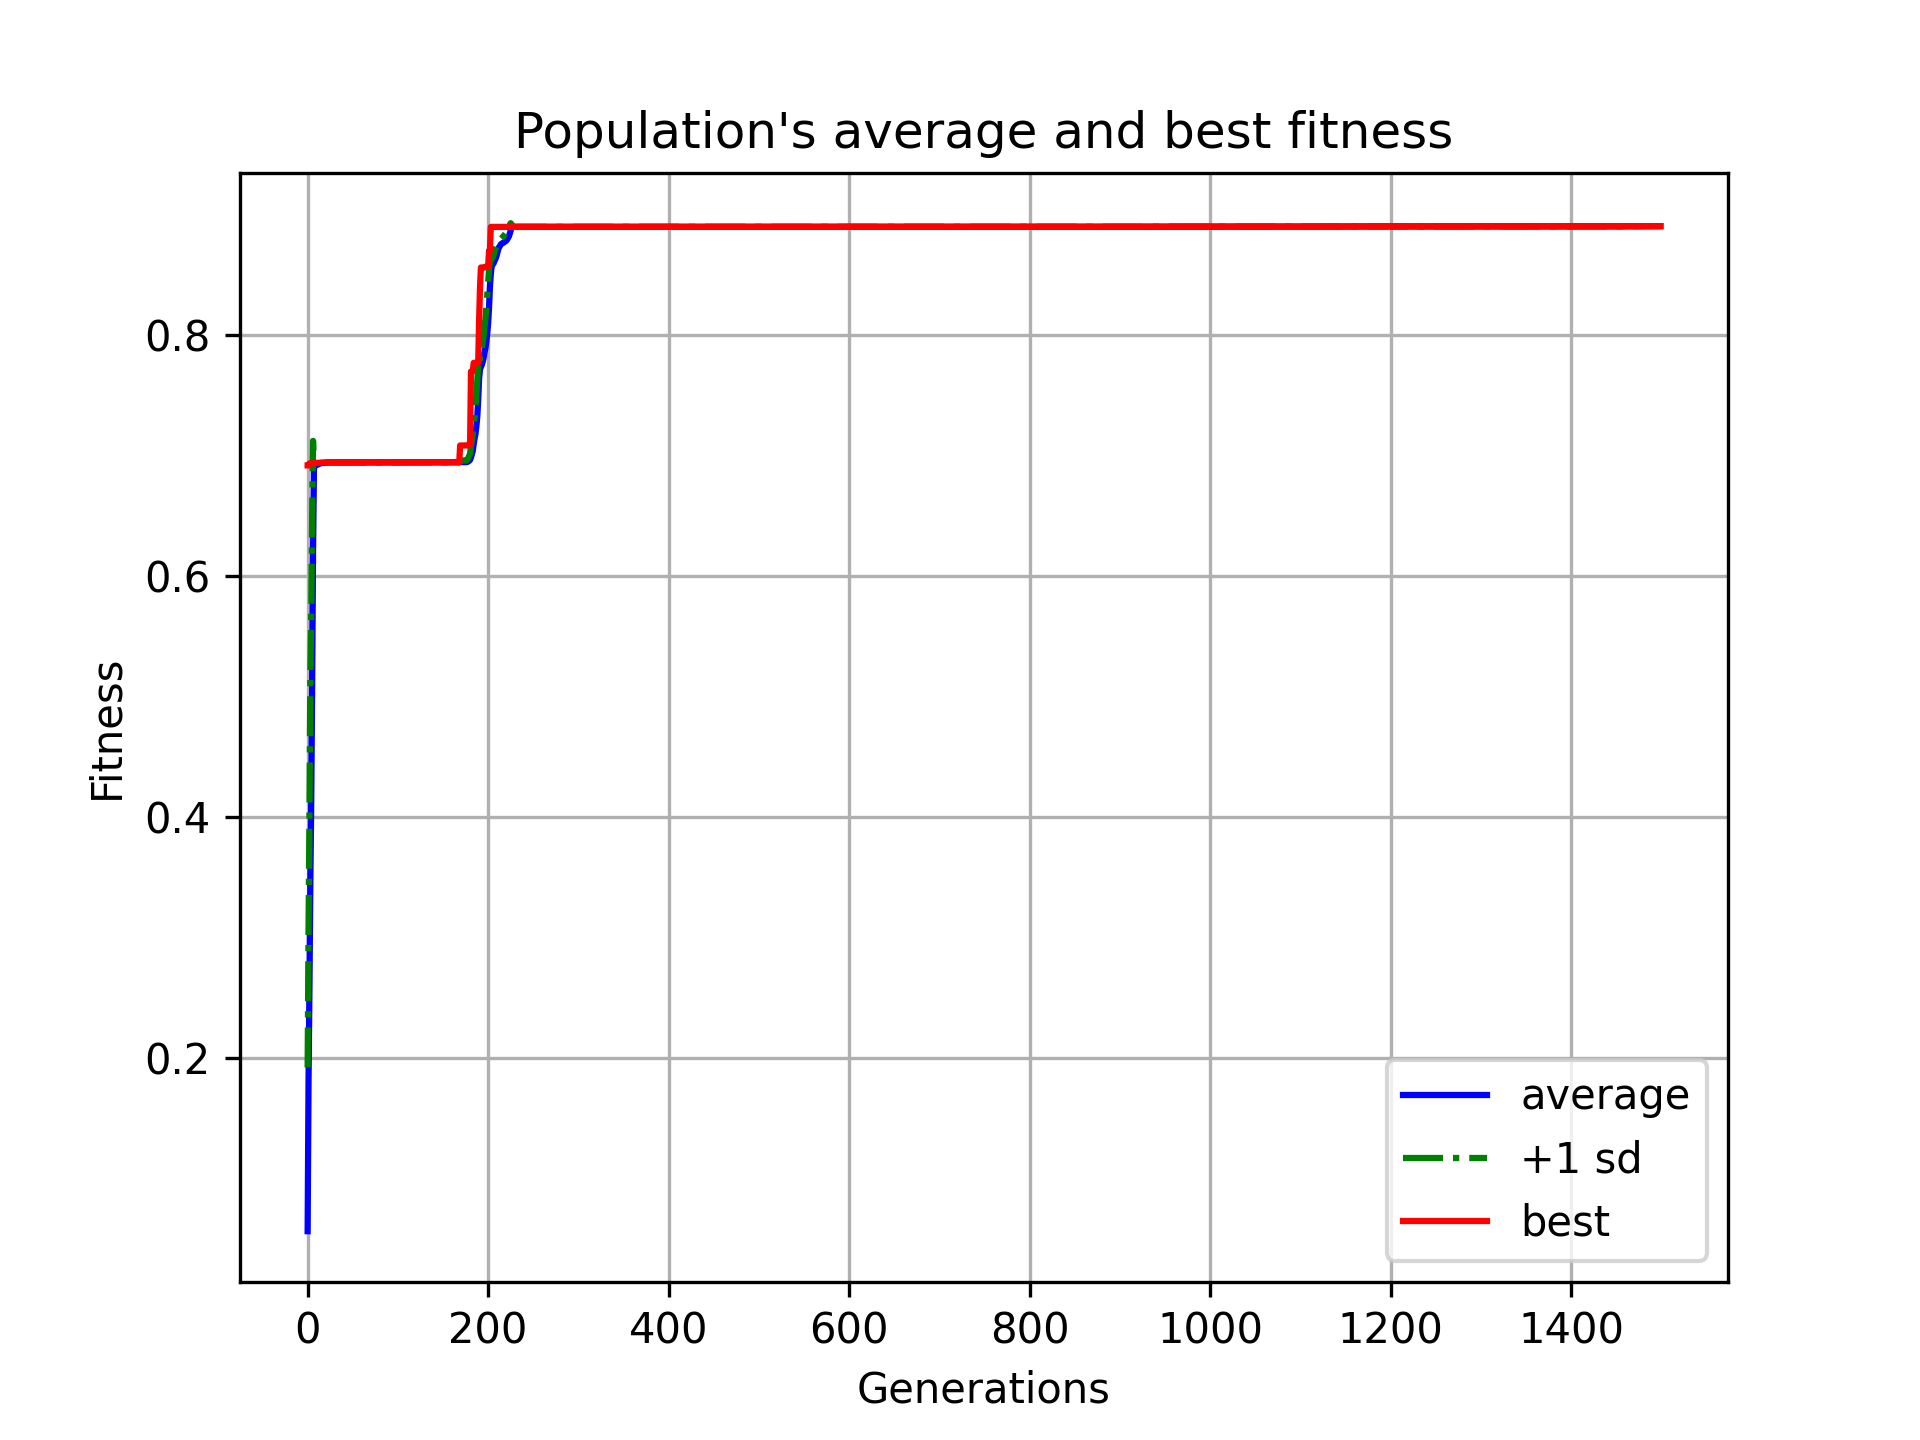 Population's average and best fitness
Fitness
0.8
0.6
0.4
0.2
0 200 400 600 800 1000 1200 1400
Generations
average
+1 sd
best